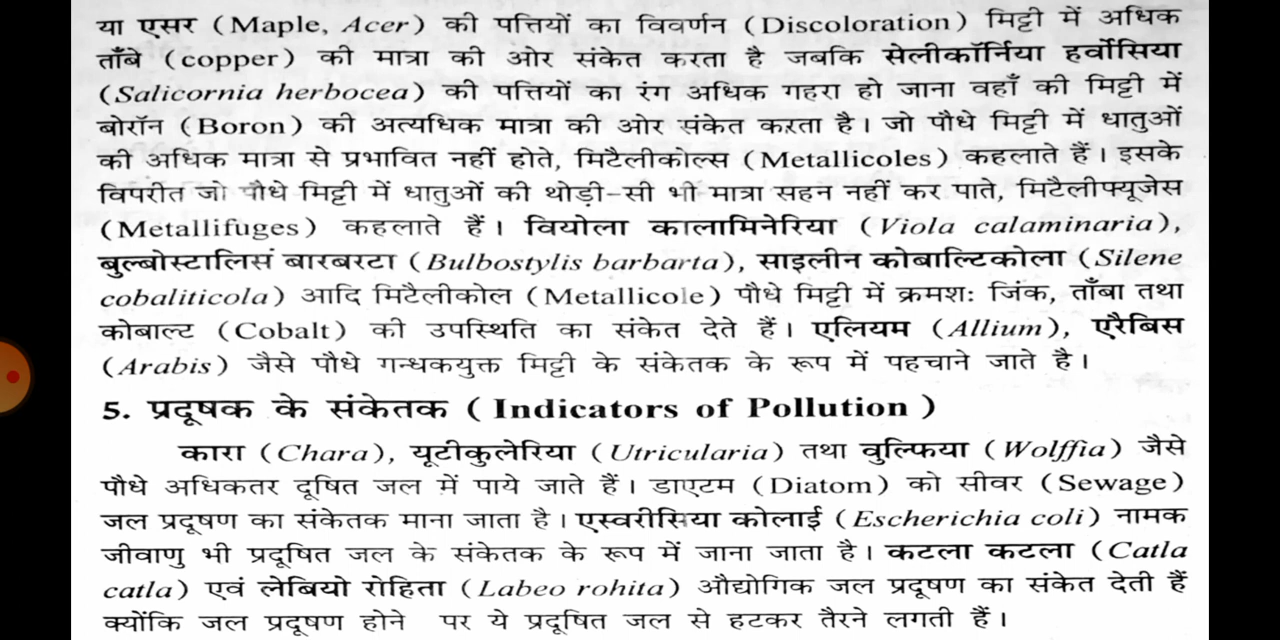 या एसर (Maple, Acer) की पत्तियों का विवर्णन (Discoloration) मिट्टी में अधिक
ताँबे (copper) की मात्रा की ओर संकेत करता है जबकि सेलीकॉर्निया हर्वोसिया
(Salicornia herbocea) की पत्तियों का रंग अधिक गहरा हो जाना वहाँ की मिट्टी में
बोरॉन (Boron) की अत्यधिक मात्रा की ओर संकेत करता है। जो पौधे मिट्टी में धातुओं
की अधिक मात्रा से प्रभावित नहीं होते, मिटैलीकोल्स (Metallicoles) कहलाते हैं। इसके
विपरीत जो पौधे मिट्टी में धातुओं की थोड़ी-सी भी मात्रा सहन नहीं कर पाते, मिटैलीफ्यूजेस
(Metallifuges) कहलाते हैं। वियोला कालामिनेरिया (Viola calaminaria),
बुल्बोस्टालिसं बारबरटा (Bulbostylis barbarta), साइलीन कोबाल्टिकोला (Silene
cobaliticola) आदि मिटैलीकोल (Metallicole) पौधे मिट्टी में क्रमशः जिंक, ताँबा तथा
कोबाल्ट (Cobalt) की उपस्थिति का संकेत देते हैं। एलियम (Allium), एरैबिस
(Arabis) जैसे पौधे गन्धकयुक्त मिट्टी के संकेतक के रूप में पहचाने जाते है।
5. प्रदूषक के संकेतक (Indicators of Pollution)
कारा (Chara), यूटीकुलेरिया (Utricularia) तथा वुल्फिया (Wolffia) जैसे
पौधे अधिकतर दूषित जल में पाये जाते हैं। डाएटम (Diatom) को सीवर (Sewage)
जल प्रदूषण का संकेतक माना जाता है। एस्वरीसिया कोलाई (Escherichia coli) नामक
जीवाणु भी प्रदूषित जल के संकेतक के रूप में जाना जाता है। कटला कटला (Catla
catla) एवं लेबियो रोहिता (Labeo rohita) औद्योगिक जल प्रदूषण का संकेत देती हैं
क्योंकि जल प्रदूषण होने पर ये प्रदूषित जल से हटकर तैरने लगती हैं।